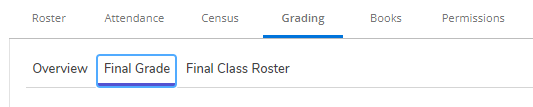 Roster Attendance Census Grading Books Permissions
Overview Final Grade Final Class Roster